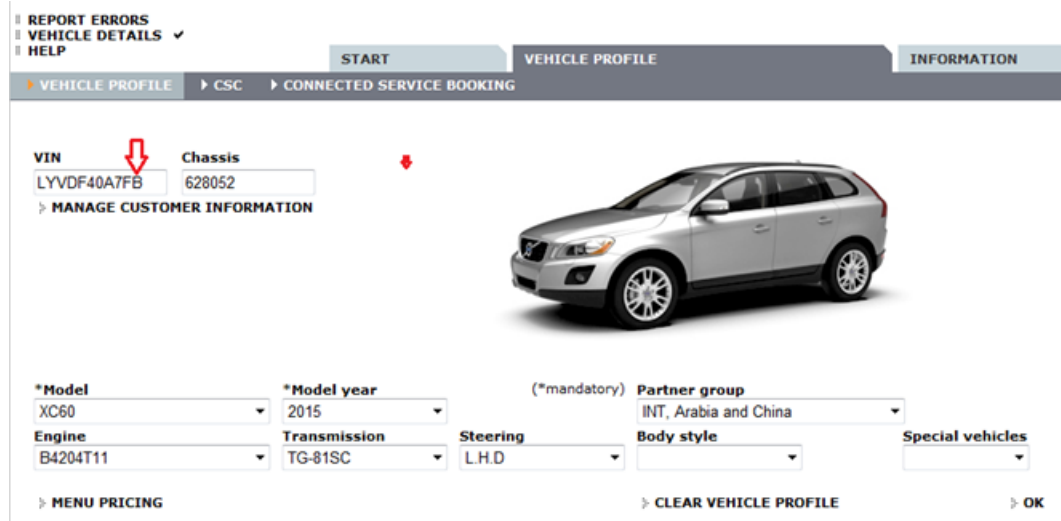 REPORT ERRORS
VEHICLE DETAILS ✔
HELP
START VEHICLE PROFILE INFORMATION
VEHICLE PROFILE CSC CONNECTED SERVICE BOOKING
VIN Chassis
LYVDF40A7FB 628052
MANAGE CUSTOMER INFORMATION
*Model *Model year (*mandatory) Partner group
XC60 2015 INT, Arabia and China
Engine Transmission Steering Body style Special vehicles
B4204T11 TG-81SC L.H.D
MENU PRICING CLEAR VEHICLE PROFILE OK